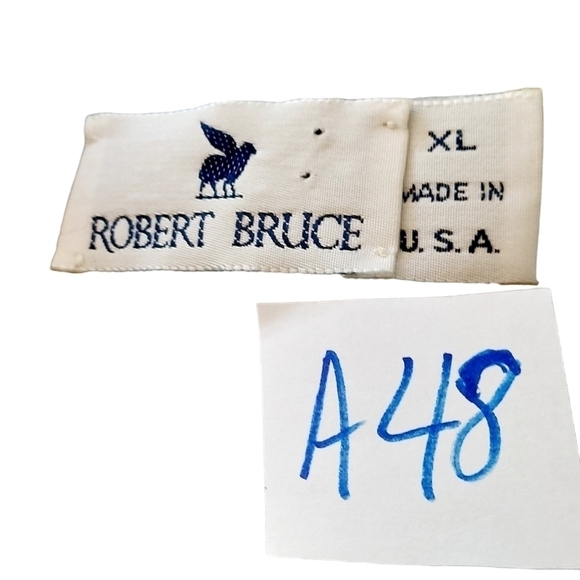 ROBERT BRUCE
XL
MADE IN
U.S.A.
A48